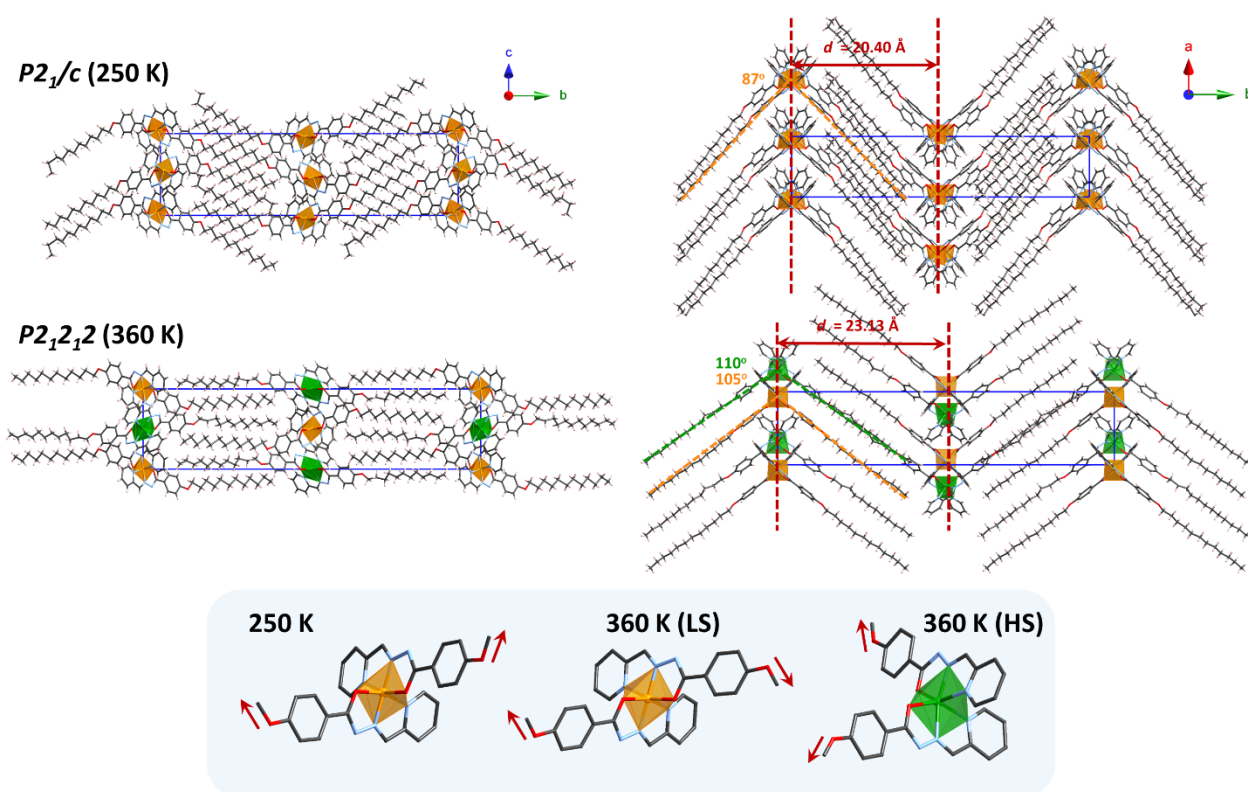 P2₁/c (250 K)
c
b
d = 20.40 Å
87°
a
b
P2₁2₁2 (360 K)
d = 23.13 Å
110°
105°
250 K
360 K (LS)
360 K (HS)